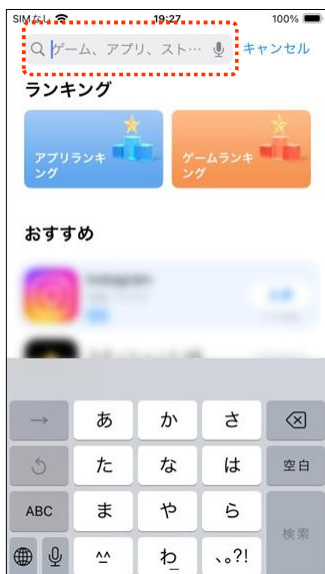 SIMなし 19:27 100%
ゲーム、アプリ、スト… キャンセル
ランキング
アプリランキ
ング
ゲームランキ
ング
おすすめ
→ あ か さ
た な は 空白
ABC ま や ら
検索
^^ わ 、。?!